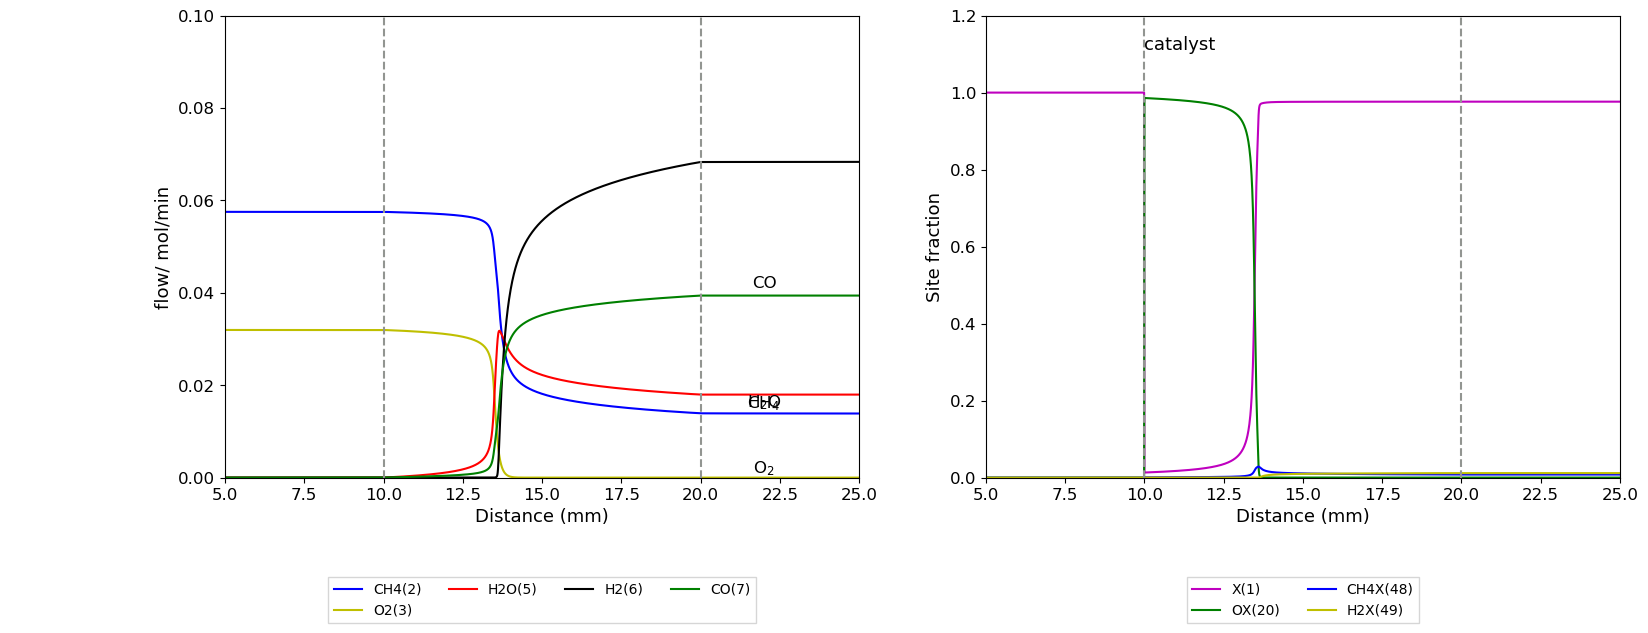 0.10
0.08
0.06
0.04
0.02
0.00
flow/ mol/min
CO
O₂
5.0 7.5 10.0 12.5 15.0 17.5 20.0 22.5 25.0
Distance (mm)
CH4(2) H2O(5) H2(6) CO(7)
O2(3)
1.2
1.0
0.8
0.6
0.4
0.2
0.0
Site fraction
catalyst
5.0 7.5 10.0 12.5 15.0 17.5 20.0 22.5 25.0
Distance (mm)
X(1) CH4X(48)
OX(20) H2X(49)